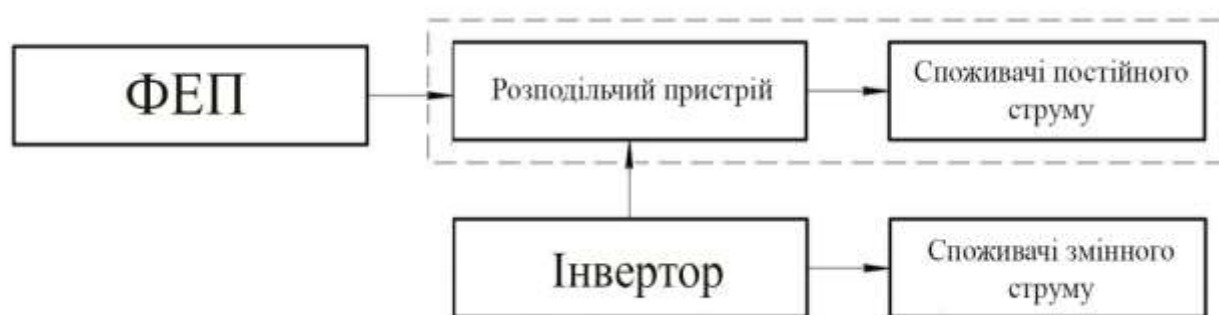 ФЕП
Розподільчий пристрій
Споживачі постійного
струму
Інвертор
Споживачі змінного
струму